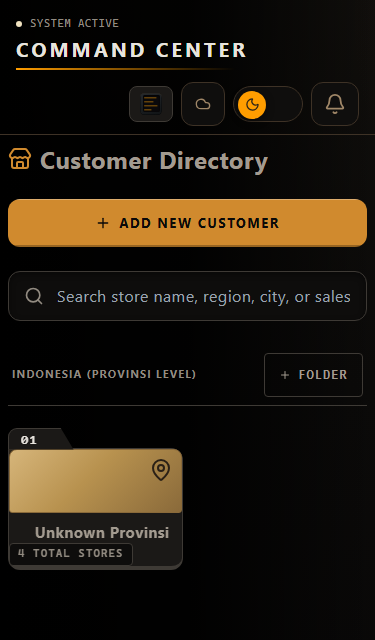 SYSTEM ACTIVE
COMMAND CENTER
Customer Directory
+ ADD NEW CUSTOMER
Search store name, region, city, or sales
INDONESIA (PROVINSI LEVEL)
+ FOLDER
01
Unknown Provinsi
4 TOTAL STORES